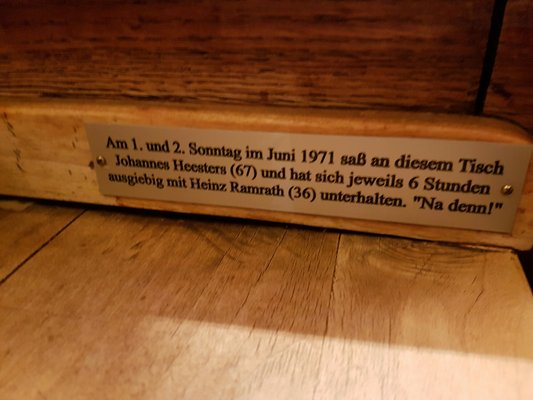 Am 1. und 2. Sonntag im Juni 1971 saß an diesem Tisch
Johannes Heesters (67) und hat sich jeweils 6 Stunden
ausgiebig mit Heinz Ramrath (36) unterhalten. "Na denn!"